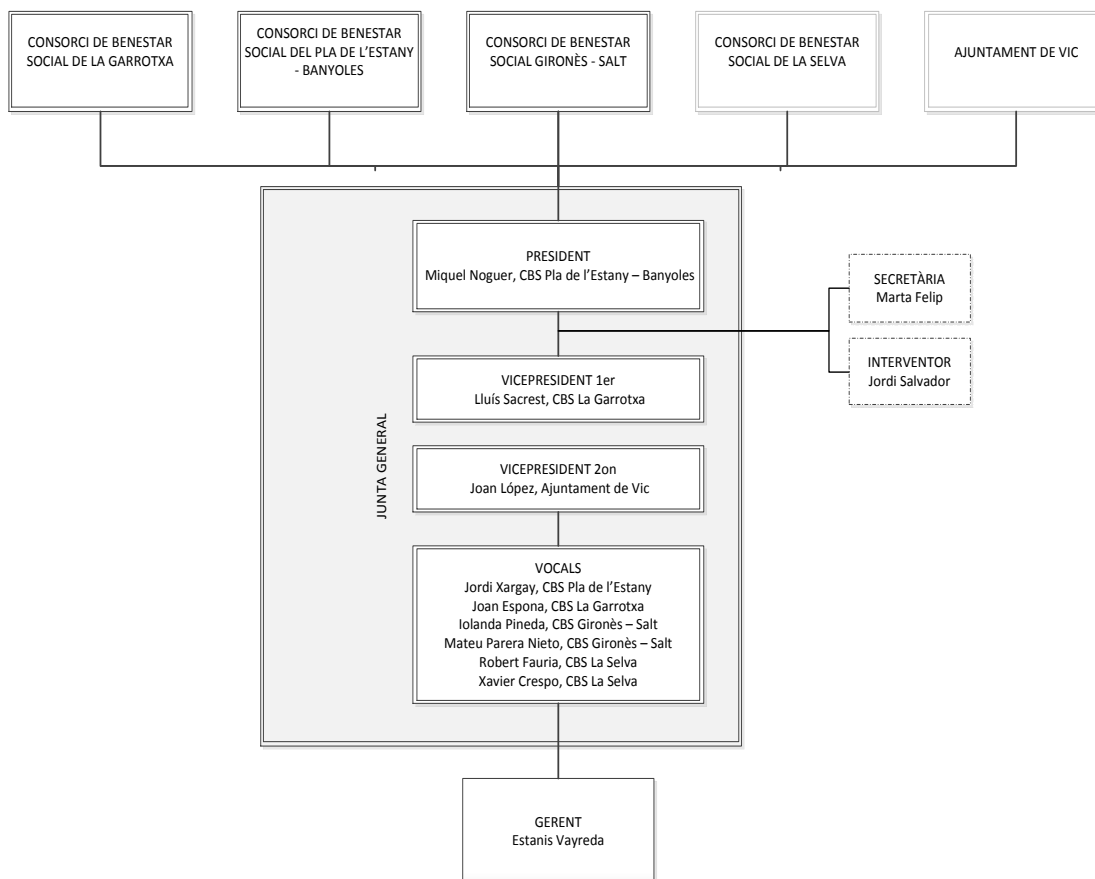 CONSORCI DE BENESTAR
SOCIAL DE LA GARROTXA
CONSORCI DE BENESTAR
SOCIAL DEL PLA DE L'ESTANY
- BANYOLES
CONSORCI DE BENESTAR
SOCIAL GIRONÈS - SALT
CONSORCI DE BENESTAR
SOCIAL DE LA SELVA
AJUNTAMENT DE VIC
JUNTA GENERAL
PRESIDENT
Miquel Noguer, CBS Pla de l'Estany – Banyoles
SECRETÀRIA
Marta Felip
INTERVENTOR
Jordi Salvador
VICEPRESIDENT 1er
Lluís Sacrest, CBS La Garrotxa
VICEPRESIDENT 2on
Joan López, Ajuntament de Vic
VOCALS
Jordi Xargay, CBS Pla de l'Estany
Joan Espona, CBS La Garrotxa
Iolanda Pineda, CBS Gironès – Salt
Mateu Parera Nieto, CBS Gironès – Salt
Robert Fauria, CBS La Selva
Xavier Crespo, CBS La Selva
GERENT
Estanis Vayreda